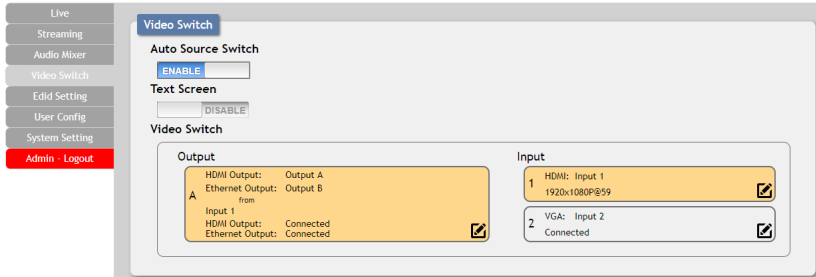 Live
Streaming
Audio Mixer
Video Switch
Edid Setting
User Config
System Setting
Admin - Logout
Video Switch
Auto Source Switch
ENABLE
Text Screen
DISABLE
Video Switch
Output
A
HDMI Output: Output A
Ethernet Output: Output B
from
Input 1
HDMI Output: Connected
Ethernet Output: Connected
Input
1
HDMI: Input 1
1920x1080P@59
2
VGA: Input 2
Connected